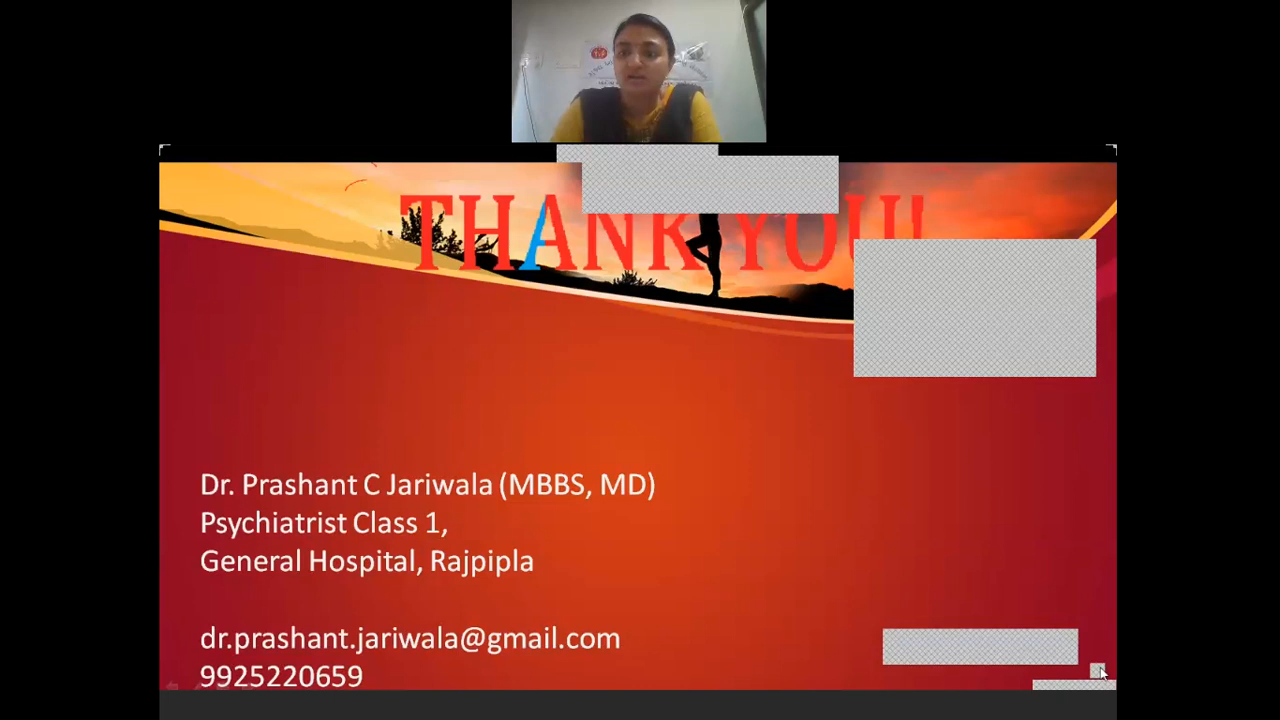 THANK YOU!
Dr. Prashant C Jariwala (MBBS, MD)
Psychiatrist Class 1,
General Hospital, Rajpipla
dr.prashant.jariwala@gmail.com
9925220659